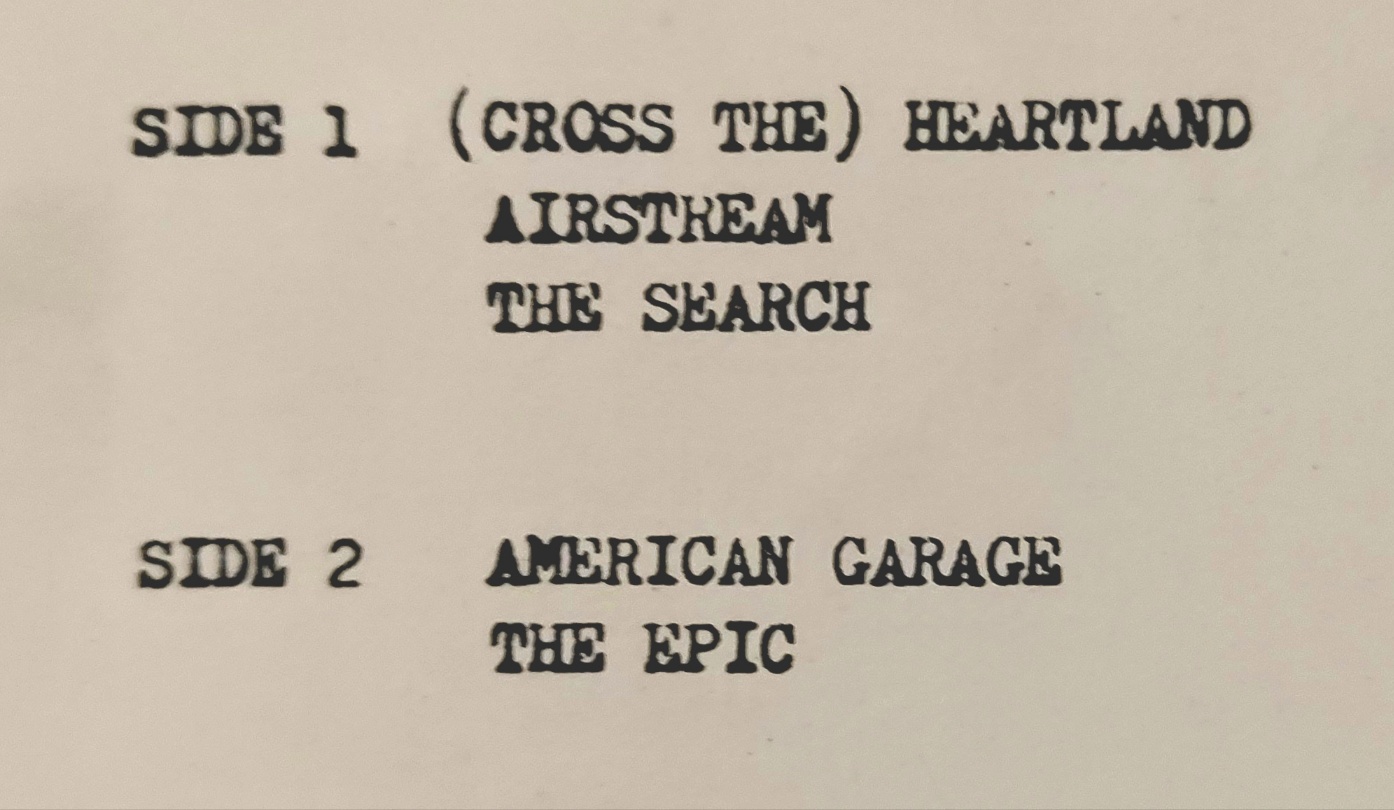 SIDE 1 (CROSS THE) HEARTLAND
AIRSTREAM
THE SEARCH
SIDE 2 AMERICAN GARAGE
THE EPIC